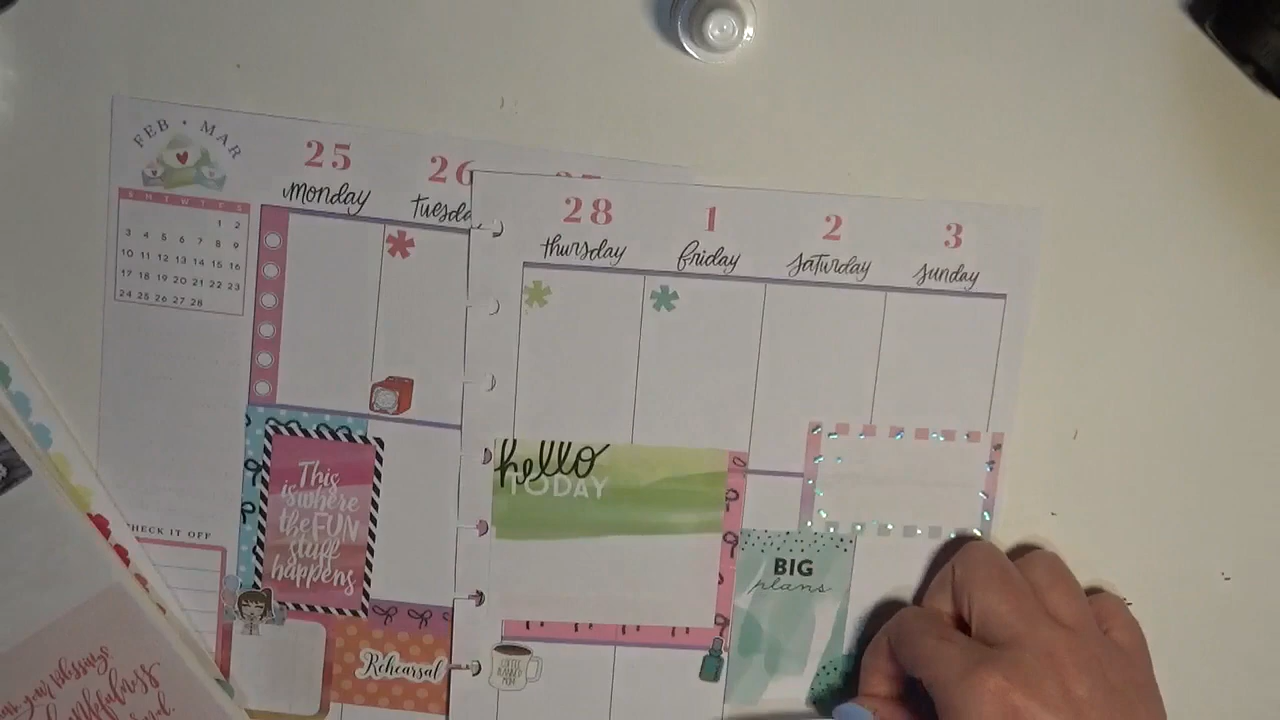 FEB • MAR
S M T W T F S
1 2
3 4 5 6 7 8 9
10 11 12 13 14 15 16
17 18 19 20 21 22 23
24 25 26 27 28
25
monday
26
28
thursday
1
friday
2
saturday
3
sunday
hello
TODAY
This
is where
the FUN
stuff
happens
BIG
plans
CHECK IT OFF
Rehearsal
your blessings